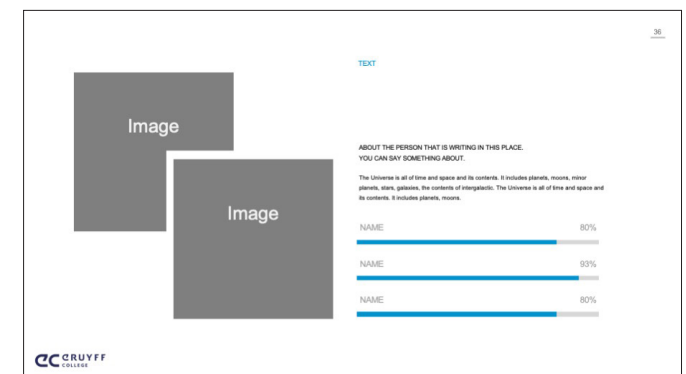 36
TEXT
Image
Image
ABOUT THE PERSON THAT IS WRITING IN THIS PLACE.
YOU CAN SAY SOMETHING ABOUT.
The Universe is all of time and space and its contents. It includes planets, moons, minor
planets, stars, galaxies, the contents of intergalactic. The Universe is all of time and space and
its contents. It includes planets, moons.
NAME 80%
NAME 93%
NAME 80%
CRUYFF
COLLEGE